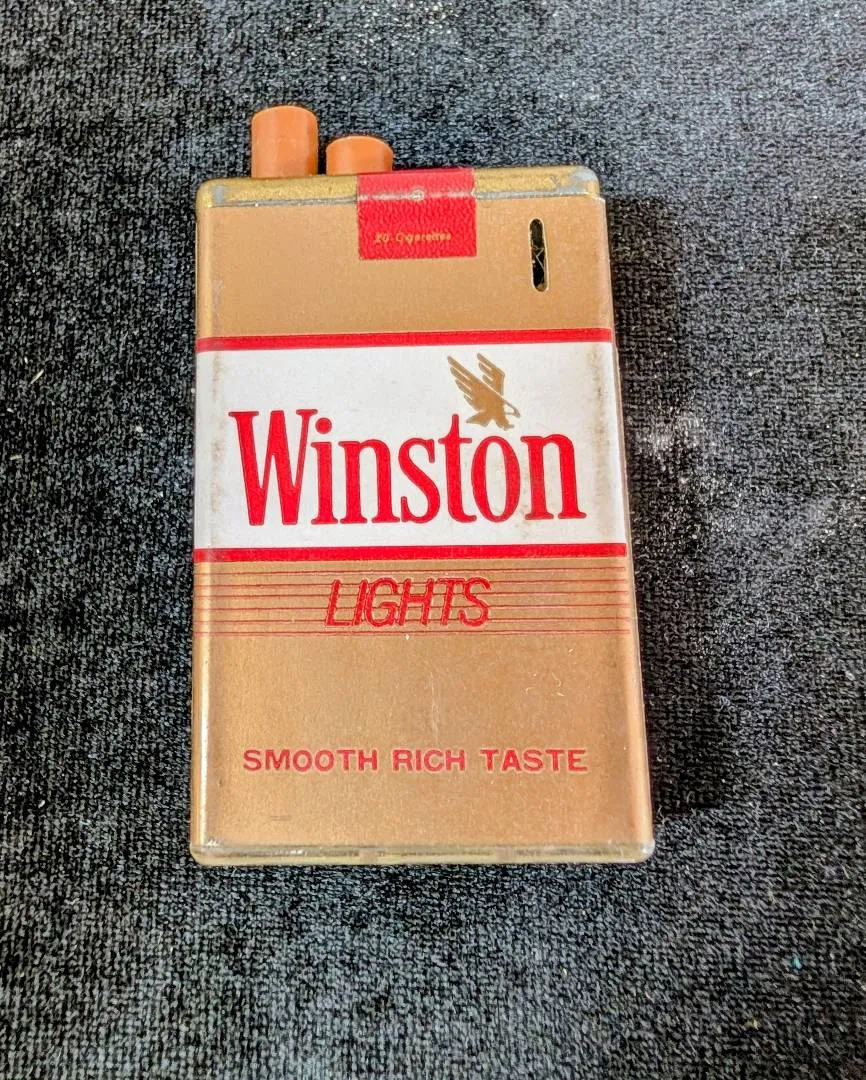 20 Cigarettes
Winston
LIGHTS
SMOOTH RICH TASTE